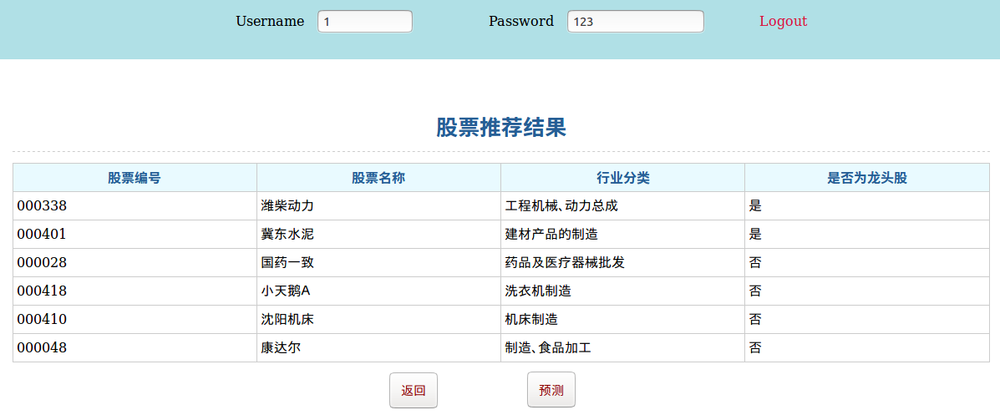 Username 1 Password 123 Logout
股票推荐结果
股票编号 股票名称 行业分类 是否为龙头股
000338 潍柴动力 工程机械、动力总成 是
000401 冀东水泥 建材产品的制造 是
000028 国药一致 药品及医疗器械批发 否
000418 小天鹅A 洗衣机制造 否
000410 沈阳机床 机床制造 否
000048 康达尔 制造、食品加工 否
返回 预测